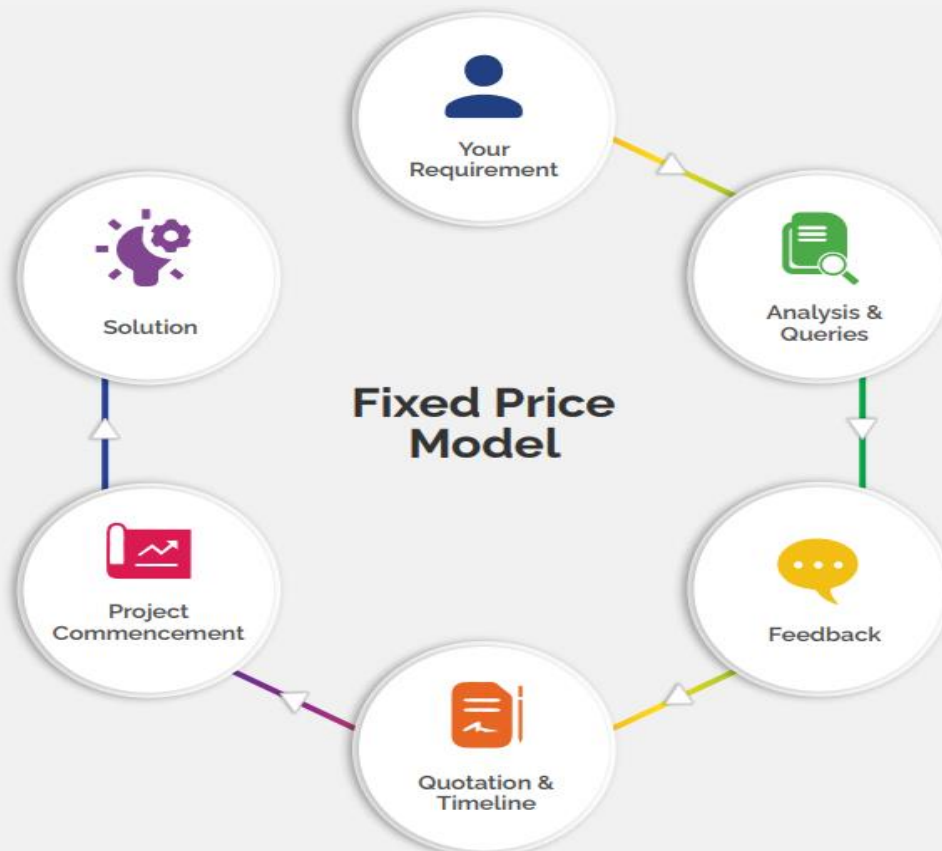 Your
Requirement
Analysis &
Queries
Feedback
Quotation &
Timeline
Project
Commencement
Solution
Fixed Price
Model